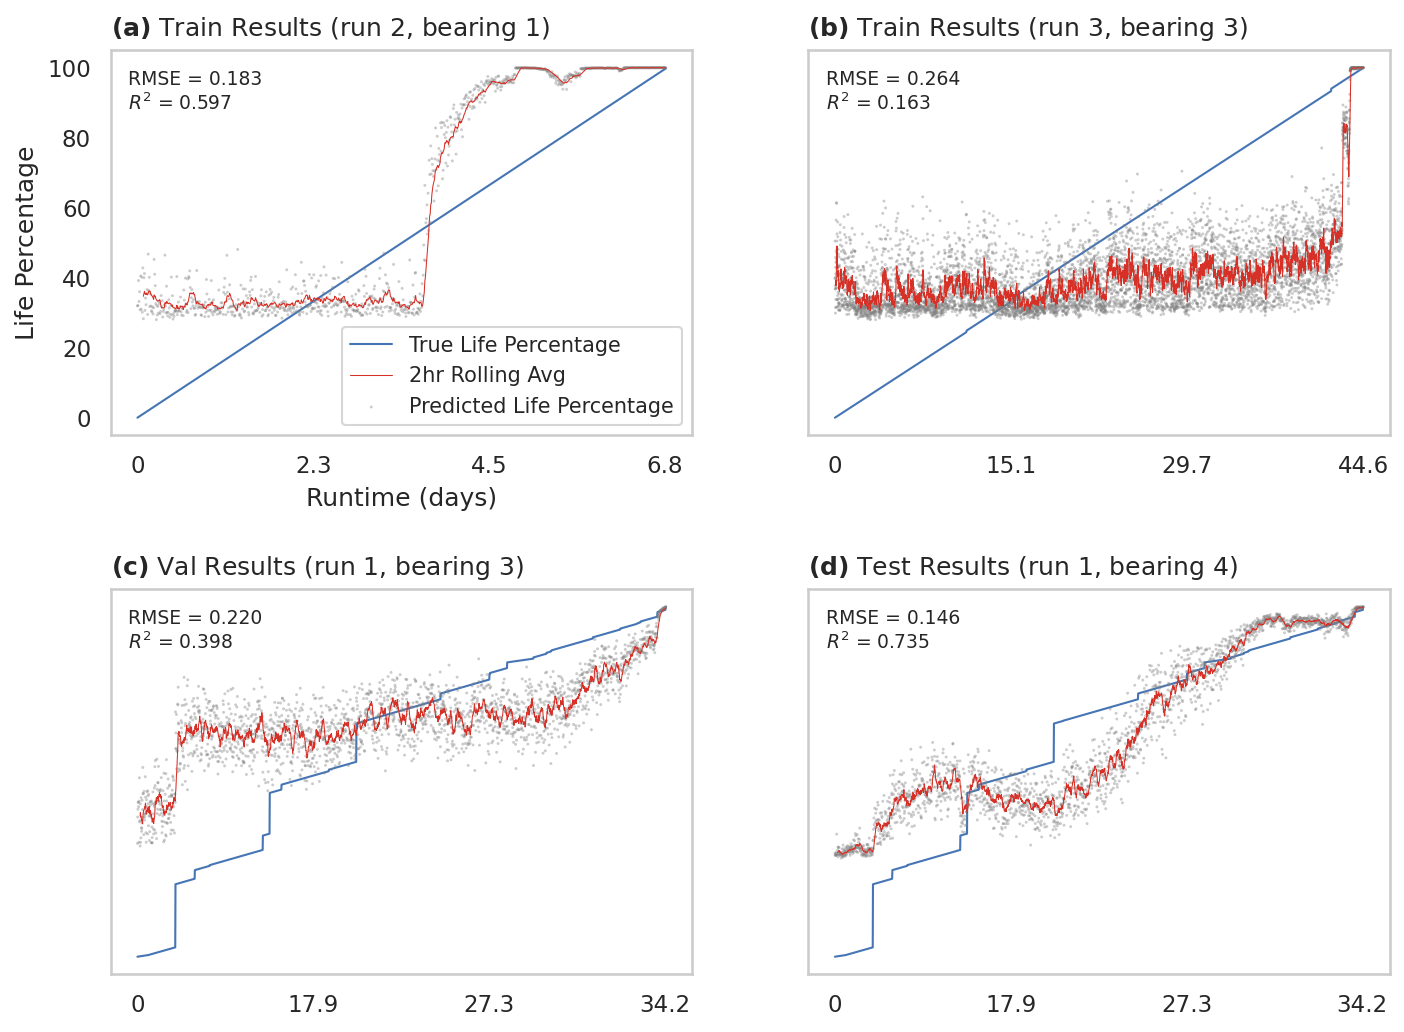 (a) Train Results (run 2, bearing 1)
RMSE = 0.183
R² = 0.597
Life Percentage
100
80
60
40
20
0
True Life Percentage
2hr Rolling Avg
Predicted Life Percentage
0 2.3 4.5 6.8
Runtime (days)
(b) Train Results (run 3, bearing 3)
RMSE = 0.264
R² = 0.163
0 15.1 29.7 44.6
(c) Val Results (run 1, bearing 3)
RMSE = 0.220
R² = 0.398
0 17.9 27.3 34.2
(d) Test Results (run 1, bearing 4)
RMSE = 0.146
R² = 0.735
0 17.9 27.3 34.2